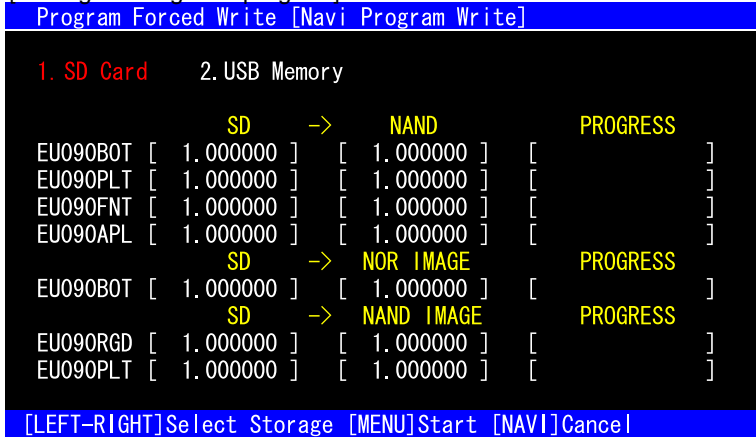 Program Forced Write [Navi Program Write]
1.SD Card 2.USB Memory
SD -> NAND PROGRESS
EU090BOT [ 1.000000 ] [ 1.000000 ] [ ]
EU090PLT [ 1.000000 ] [ 1.000000 ] [ ]
EU090FNT [ 1.000000 ] [ 1.000000 ] [ ]
EU090APL [ 1.000000 ] [ 1.000000 ] [ ]
SD -> NOR IMAGE PROGRESS
EU090BOT [ 1.000000 ] [ 1.000000 ] [ ]
SD -> NAND IMAGE PROGRESS
EU090RGD [ 1.000000 ] [ 1.000000 ] [ ]
EU090PLT [ 1.000000 ] [ 1.000000 ] [ ]
[LEFT-RIGHT]Select Storage [MENU]Start [NAVI]Cancel